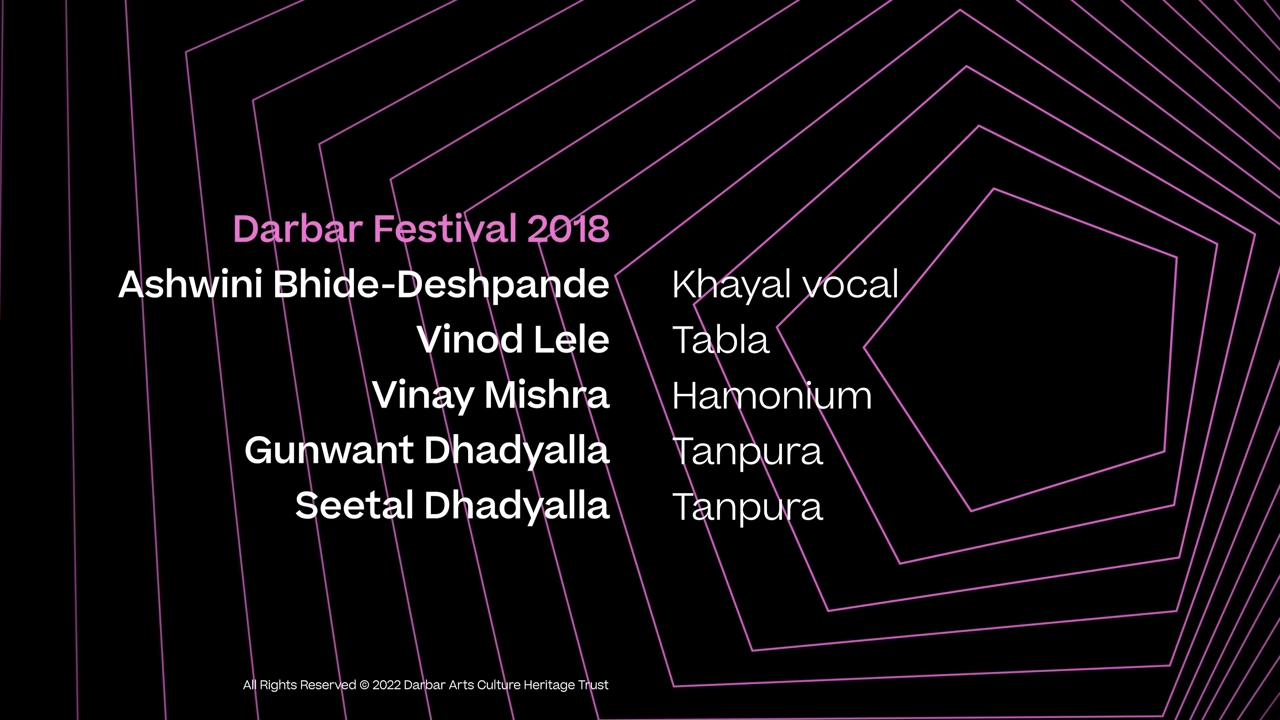 Darbar Festival 2018
Ashwini Bhide-Deshpande Khayal vocal
Vinod Lele Tabla
Vinay Mishra Hamonium
Gunwant Dhadyalla Tanpura
Seetal Dhadyalla Tanpura
All Rights Reserved © 2022 Darbar Arts Culture Heritage Trust